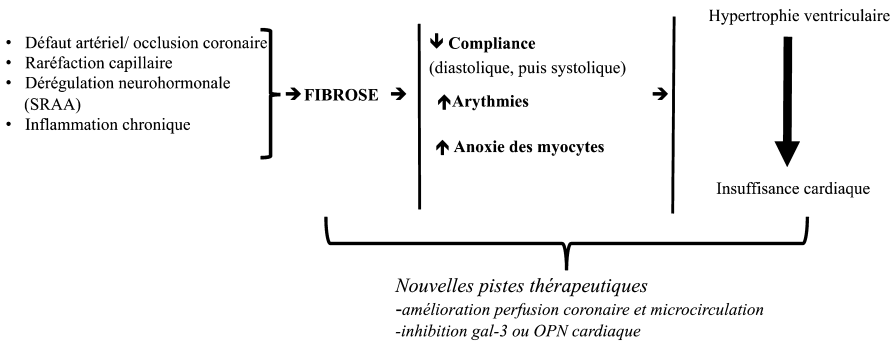 • Défaut artériel/ occlusion coronaire
• Raréfaction capillaire
• Dérégulation neurohormonale
(SRAA)
• Inflammation chronique
➔ FIBROSE ➔
🡻 Compliance
(diastolique, puis systolique)
🡹 Arythmies
🡹 Anoxie des myocytes
➔
Hypertrophie ventriculaire
Insuffisance cardiaque
Nouvelles pistes thérapeutiques
-amélioration perfusion coronaire et microcirculation
-inhibition gal-3 ou OPN cardiaque